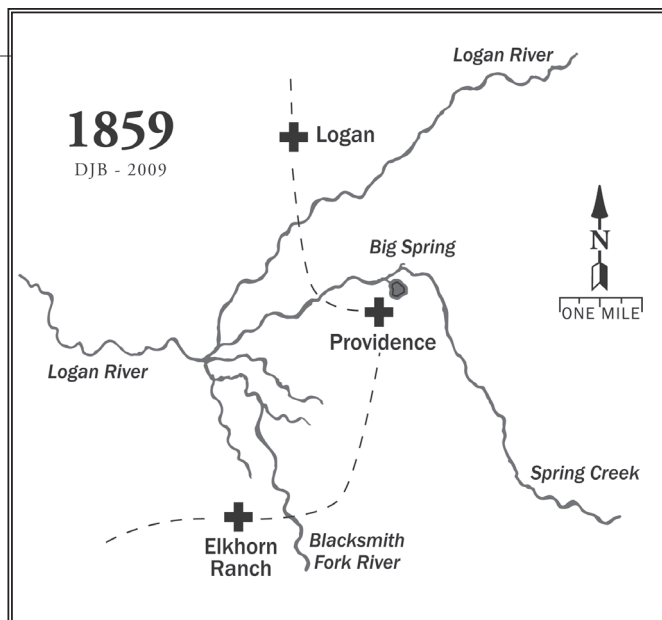 Logan River
1859
DJB - 2009
Logan
N
Big Spring
ONE MILE
Providence
Logan River
Spring Creek
Elkhorn
Ranch
Blacksmith
Fork River